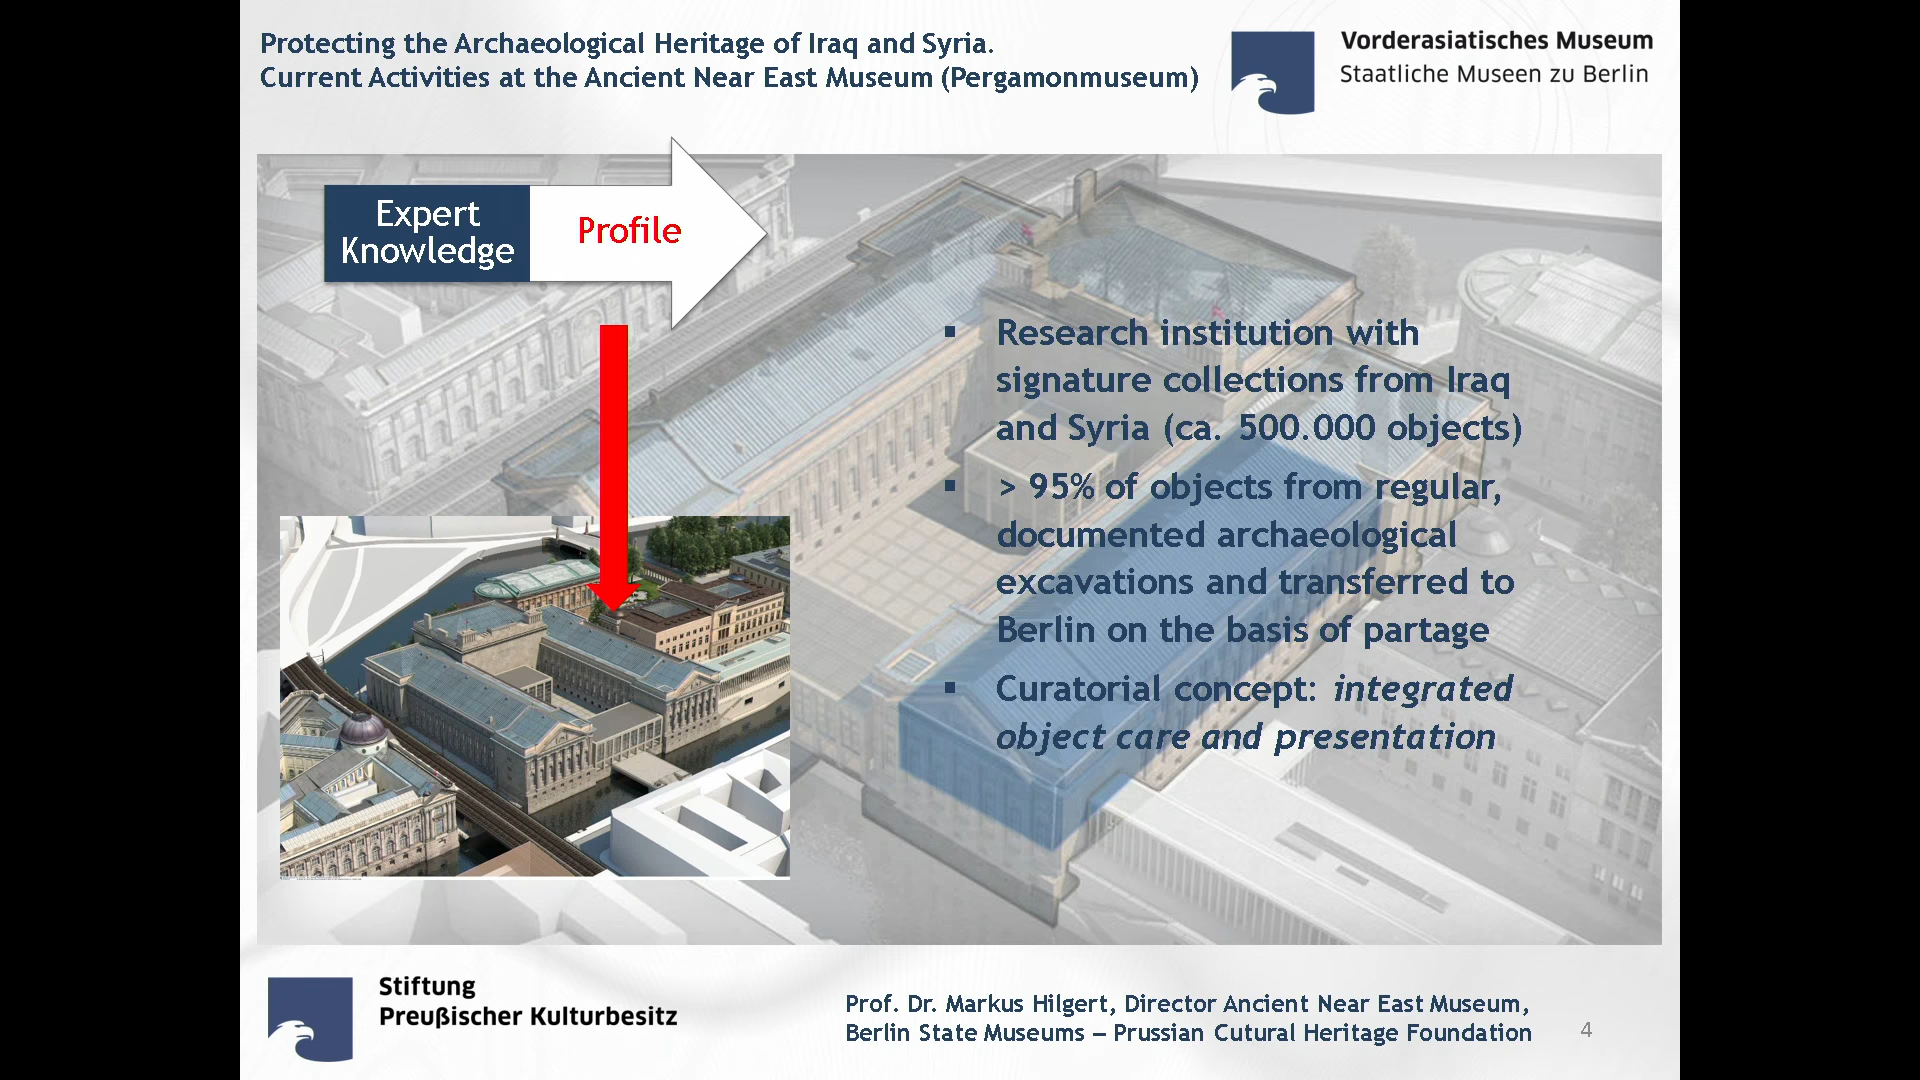 Protecting the Archaeological Heritage of Iraq and Syria.
Current Activities at the Ancient Near East Museum (Pergamonmuseum)
Vorderasiatisches Museum
Staatliche Museen zu Berlin
Expert
Knowledge
Profile
▪ Research institution with
signature collections from Iraq
and Syria (ca. 500.000 objects)
▪ > 95% of objects from regular,
documented archaeological
excavations and transferred to
Berlin on the basis of partage
▪ Curatorial concept: integrated
object care and presentation
Stiftung
Preußischer Kulturbesitz
Prof. Dr. Markus Hilgert, Director Ancient Near East Museum,
Berlin State Museums – Prussian Cutural Heritage Foundation
4